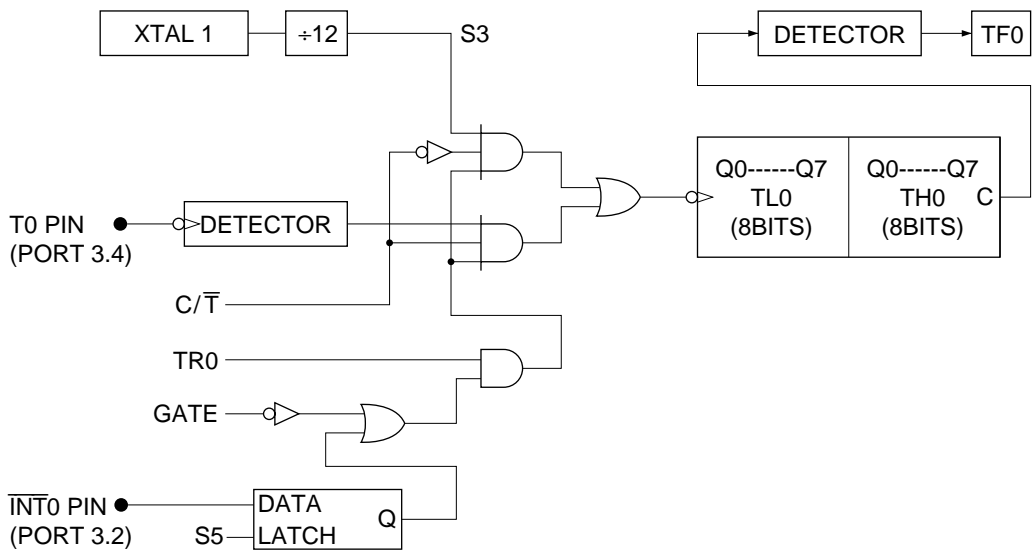 XTAL 1
÷12
S3
DETECTOR
TF0
Q0------Q7
TL0
(8BITS)
Q0------Q7
TH0
(8BITS)
C
T0 PIN
(PORT 3.4)
DETECTOR
C/T̅
TR0
GATE
I̅N̅T̅0 PIN
(PORT 3.2)
S5
DATA
LATCH
Q